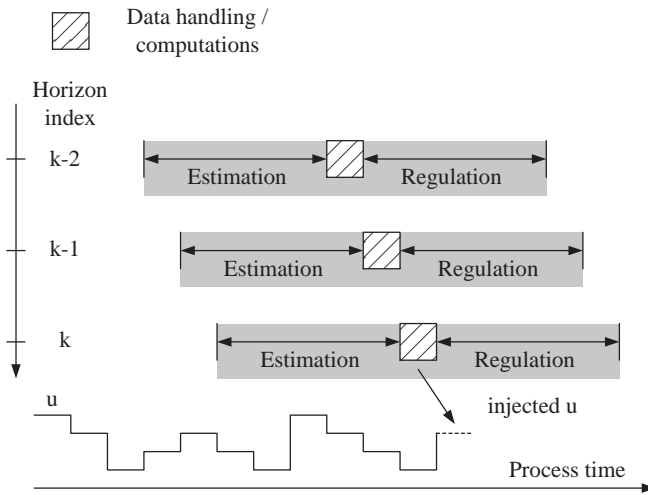 Data handling /
computations
Horizon
index
k-2
Estimation
Regulation
k-1
Estimation
Regulation
k
Estimation
Regulation
u
injected u
Process time